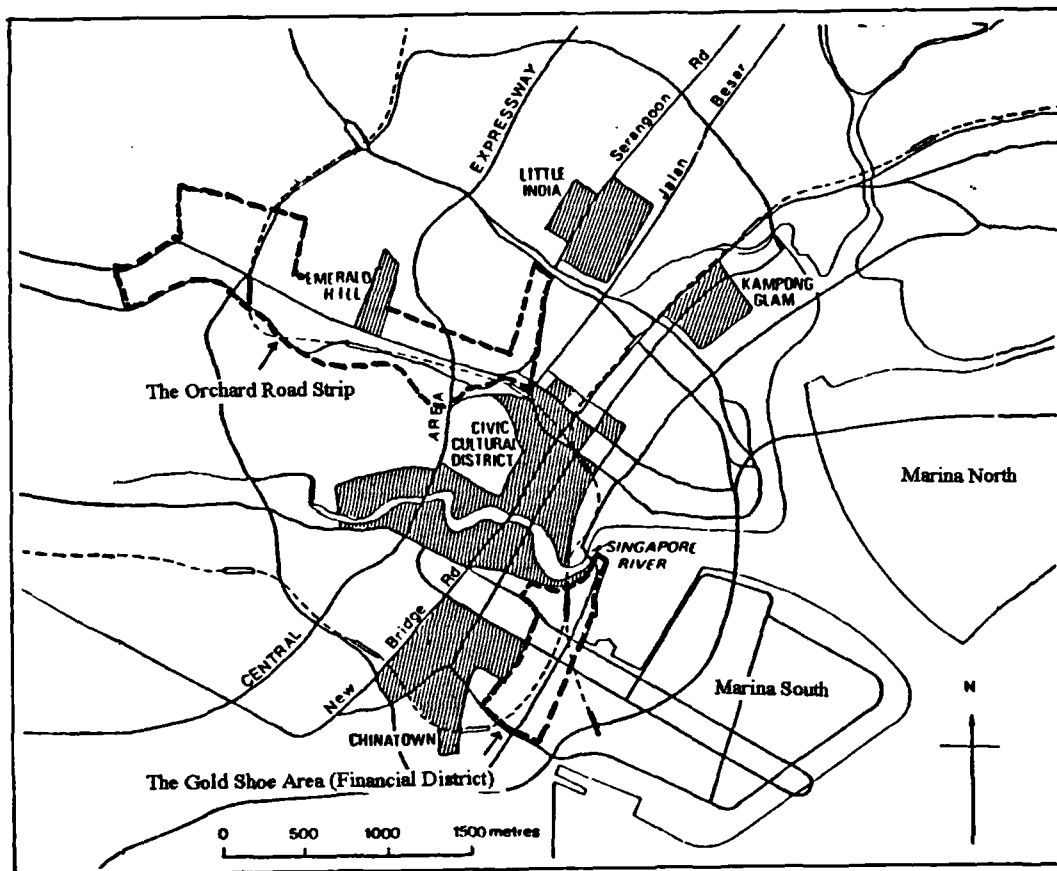 EXPRESSWAY
Serangoon Rd
Jalan Besar
LITTLE
INDIA
KAMPONG
GLAM
EMERALD
HILL
The Orchard Road Strip
AREA
CIVIC
CULTURAL
DISTRICT
Marina North
SINGAPORE
RIVER
New Bridge Rd
CENTRAL
Marina South
N
CHINATOWN
The Gold Shoe Area (Financial District)
0 500 1000 1500 metres